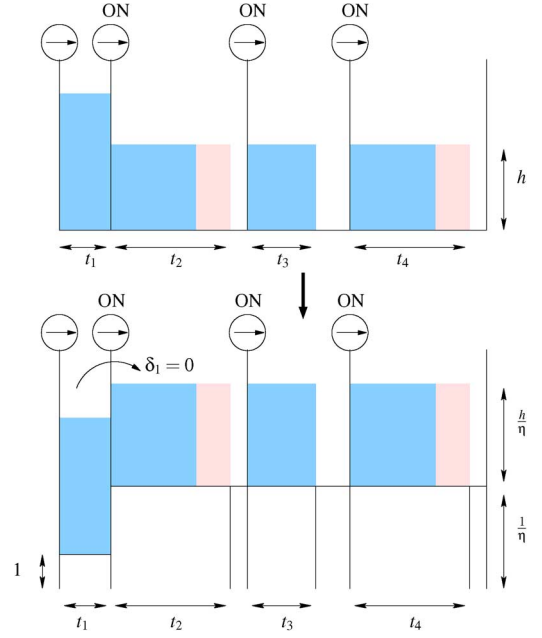 ON ON ON
h
t₁ t₂ t₃ t₄
ON ON ON
δ₁ = 0
h/η
1/η
1
t₁ t₂ t₃ t₄